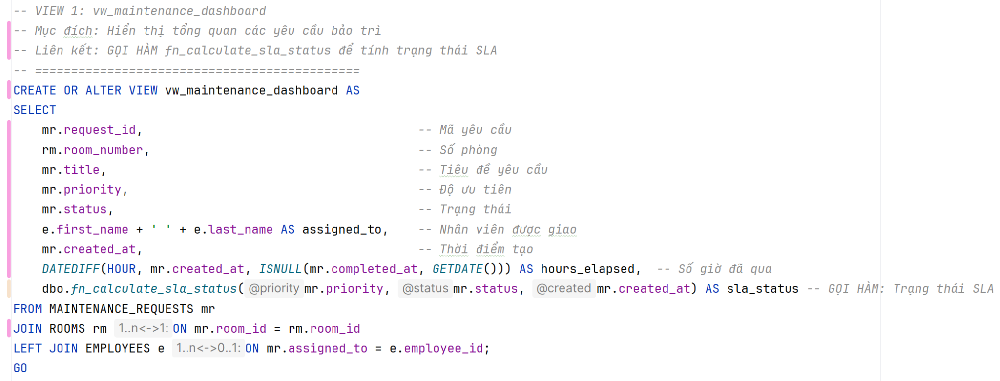 -- VIEW 1: vw_maintenance_dashboard
-- Mục đích: Hiển thị tổng quan các yêu cầu bảo trì
-- Liên kết: GỌI HÀM fn_calculate_sla_status để tính trạng thái SLA
-- =============================================
CREATE OR ALTER VIEW vw_maintenance_dashboard AS
SELECT
    mr.request_id,                                      -- Mã yêu cầu
    rm.room_number,                                     -- Số phòng
    mr.title,                                           -- Tiêu đề yêu cầu
    mr.priority,                                        -- Độ ưu tiên
    mr.status,                                          -- Trạng thái
    e.first_name + ' ' + e.last_name AS assigned_to,    -- Nhân viên được giao
    mr.created_at,                                      -- Thời điểm tạo
    DATEDIFF(HOUR, mr.created_at, ISNULL(mr.completed_at, GETDATE())) AS hours_elapsed,  -- Số giờ đã qua
    dbo.fn_calculate_sla_status( @priority mr.priority, @status mr.status, @created mr.created_at) AS sla_status -- GỌI HÀM: Trạng thái SLA
FROM MAINTENANCE_REQUESTS mr
JOIN ROOMS rm 1..n<->1: ON mr.room_id = rm.room_id
LEFT JOIN EMPLOYEES e 1..n<->0..1: ON mr.assigned_to = e.employee_id;
GO